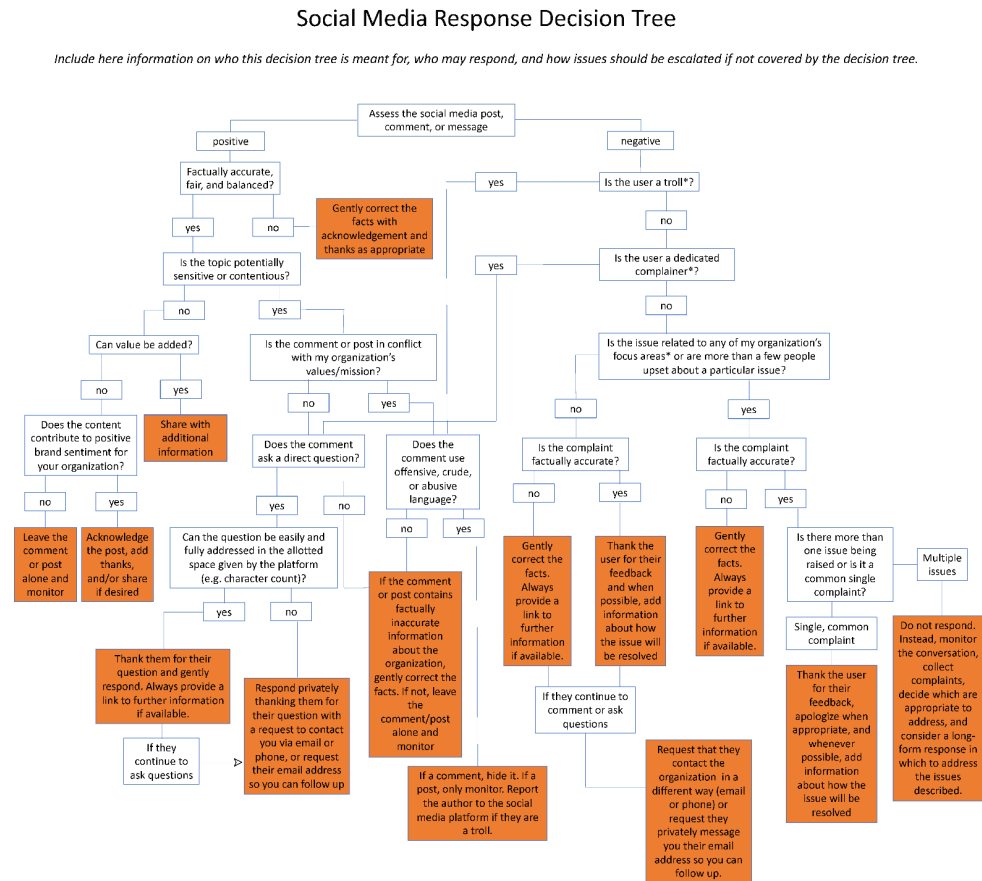 Social Media Response Decision Tree
Include here information on who this decision tree is meant for, who may respond, and how issues should be escalated if not covered by the decision tree.
Assess the social media post,
comment, or message
positive
negative
Factually accurate,
fair, and balanced?
yes
Is the user a troll*?
Gently correct the
facts with
acknowledgement and
thanks as appropriate
yes
no
no
Is the topic potentially
sensitive or contentious?
yes
Is the user a dedicated
complainer*?
no
yes
no
Can value be added?
Is the comment or post in conflict
with my organization's
values/mission?
Is the issue related to any of my organization's
focus areas* or are more than a few people
upset about a particular issue?
no
yes
no
yes
no
yes
Does the content
contribute to positive
brand sentiment for
your organization?
Share with
additional
information
Does the comment
ask a direct question?
Does the
comment use
offensive, crude,
or abusive
language?
Is the complaint
factually accurate?
Is the complaint
factually accurate?
no
yes
yes
no
no
yes
no
yes
no
yes
Leave the
comment
or post
alone and
monitor
Acknowledge
the post, add
thanks,
and/or share
if desired
Can the question be easily and
fully addressed in the allotted
space given by the platform
(e.g. character count)?
Gently
correct the
facts.
Always
provide a
link to
further
information
if available.
Thank the
user for their
feedback
and when
possible, add
information
about how
the issue will
be resolved
Gently
correct the
facts.
Always
provide a
link to
further
information
if available.
Is there more than
one issue being
raised or is it a
common single
complaint?
Multiple
issues
yes
no
If the comment
or post contains
factually
inaccurate
information
about the
organization,
gently correct the
facts. If not, leave
the
comment/post
alone and
monitor
Single, common
complaint
Do not respond.
Instead, monitor
the conversation,
collect
complaints,
decide which are
appropriate to
address, and
consider a long-
form response in
which to address
the issues
described.
Thank them for their
question and gently
respond. Always provide a
link to further information
if available.
Respond privately
thanking them for
their question with
a request to contact
you via email or
phone, or request
their email address
so you can follow up
If they continue to
comment or ask
questions
Thank the user
for their
feedback,
apologize when
appropriate, and
whenever
possible, add
information
about how the
issue will be
resolved
If they
continue to
ask questions
If a comment, hide it. If a
post, only monitor. Report
the author to the social
media platform if they are
a troll.
Request that they
contact the
organization in a
different way (email
or phone) or
request they
privately message
you their email
address so you can
follow up.